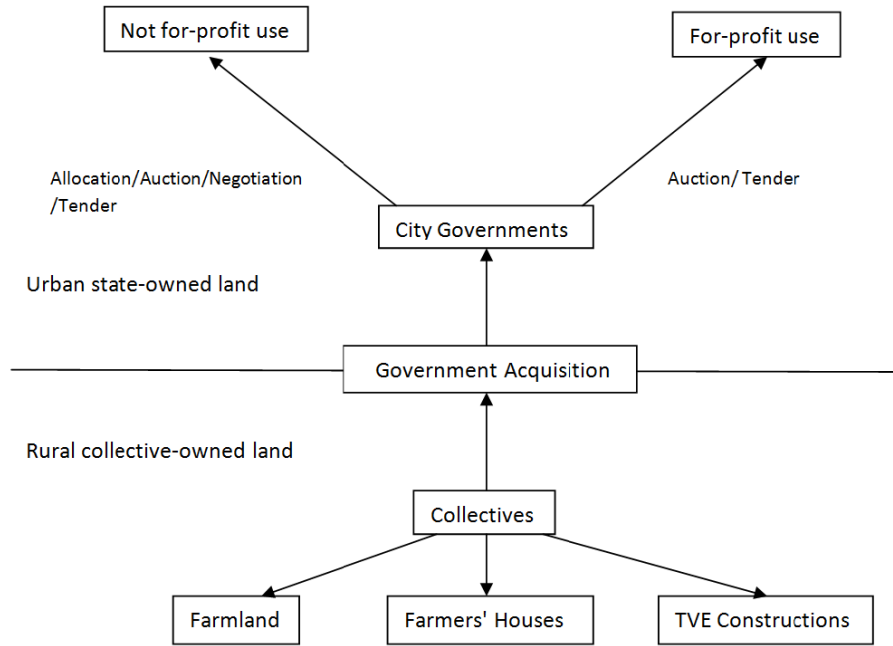 Not for-profit use
For-profit use
Allocation/Auction/Negotiation
/Tender
Auction/ Tender
City Governments
Urban state-owned land
Government Acquisition
Rural collective-owned land
Collectives
Farmland
Farmers' Houses
TVE Constructions